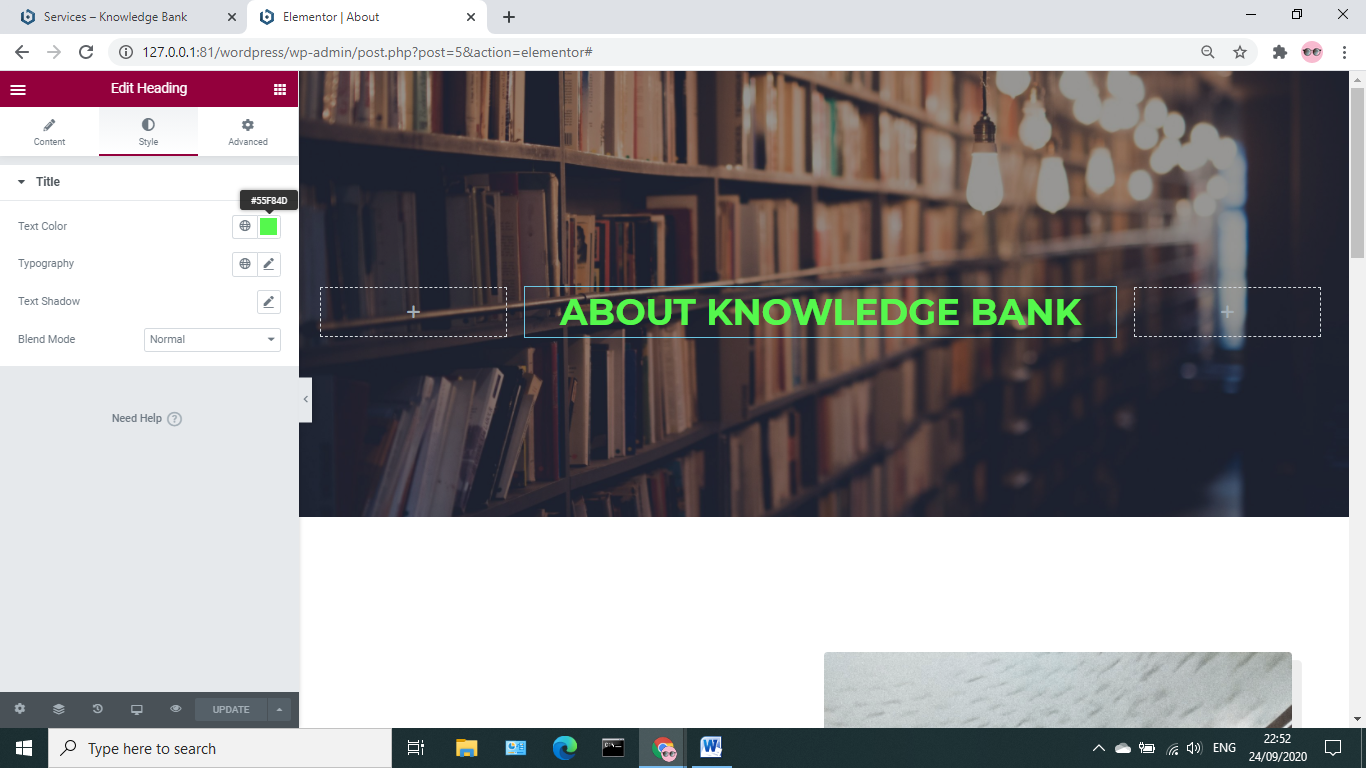 Services – Knowledge Bank
Elementor | About
127.0.0.1:81/wordpress/wp-admin/post.php?post=5&action=elementor#
Edit Heading
Content
Style
Advanced
Title
#55F84D
Text Color
Typography
Text Shadow
Blend Mode
Normal
Need Help
ABOUT KNOWLEDGE BANK
UPDATE
Type here to search
ENG
22:52
24/09/2020